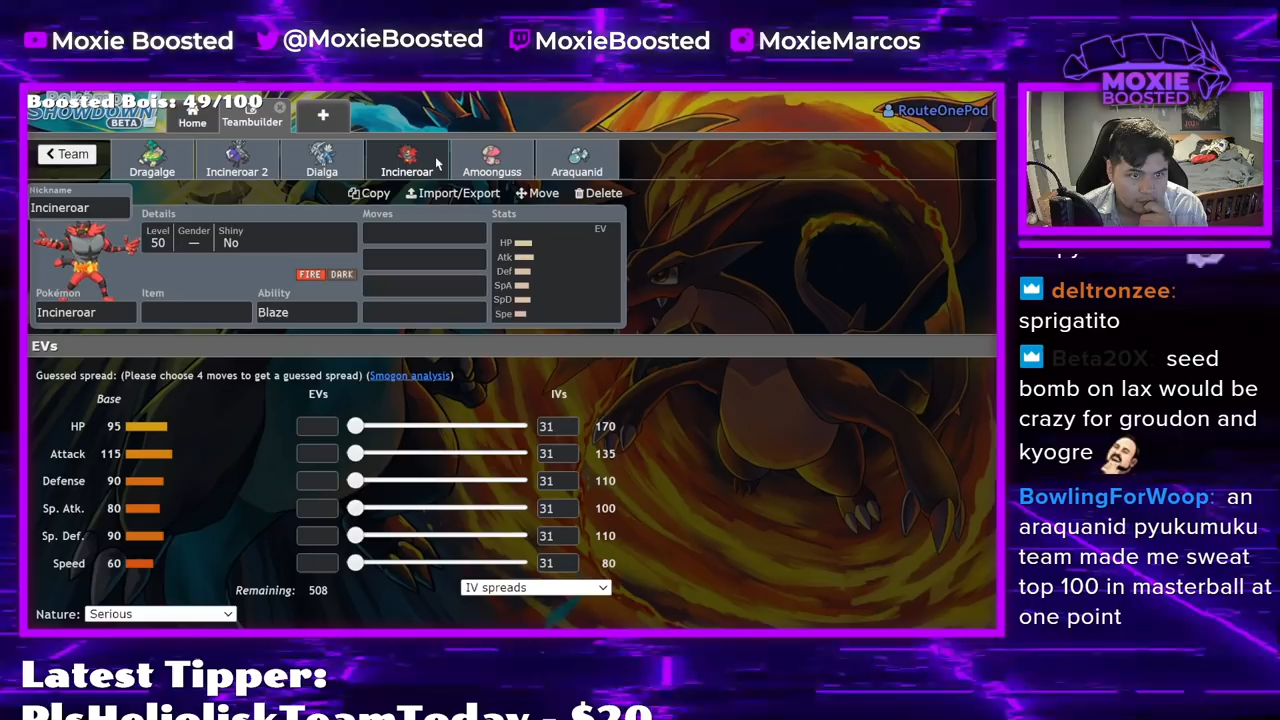 Moxie Boosted
@MoxieBoosted
MoxieBoosted
MoxieMarcos
MOXIE
BOOSTED
Boosted Bois: 49/100
SHOWDOWN
BETA
Home
Teambuilder
+
RouteOnePod
Team
Dragalge
Incineroar 2
Dialga
Incineroar
Amoonguss
Araquanid
Copy
Import/Export
Move
Delete
Nickname
Incineroar
Details
Level
50
Gender
—
Shiny
No
FIRE DARK
Pokémon
Incineroar
Item
Ability
Blaze
Moves
Stats
EV
HP
Atk
Def
SpA
SpD
Spe
EVs
Guessed spread: (Please choose 4 moves to get a guessed spread) (Smogon analysis)
Base EVs IVs
HP 95 31 170
Attack 115 31 135
Defense 90 31 110
Sp. Atk. 80 31 100
Sp. Def. 90 31 110
Speed 60 31 80
Remaining: 508
IV spreads
Nature: Serious
deltronzee:
sprigatito
Beta20X: seed
bomb on lax would be
crazy for groudon and
kyogre
BowlingForWoop: an
araquanid pyukumuku
team made me sweat
top 100 in masterball at
one point
Latest Tipper:
PlsHelioliskTeamToday - $20